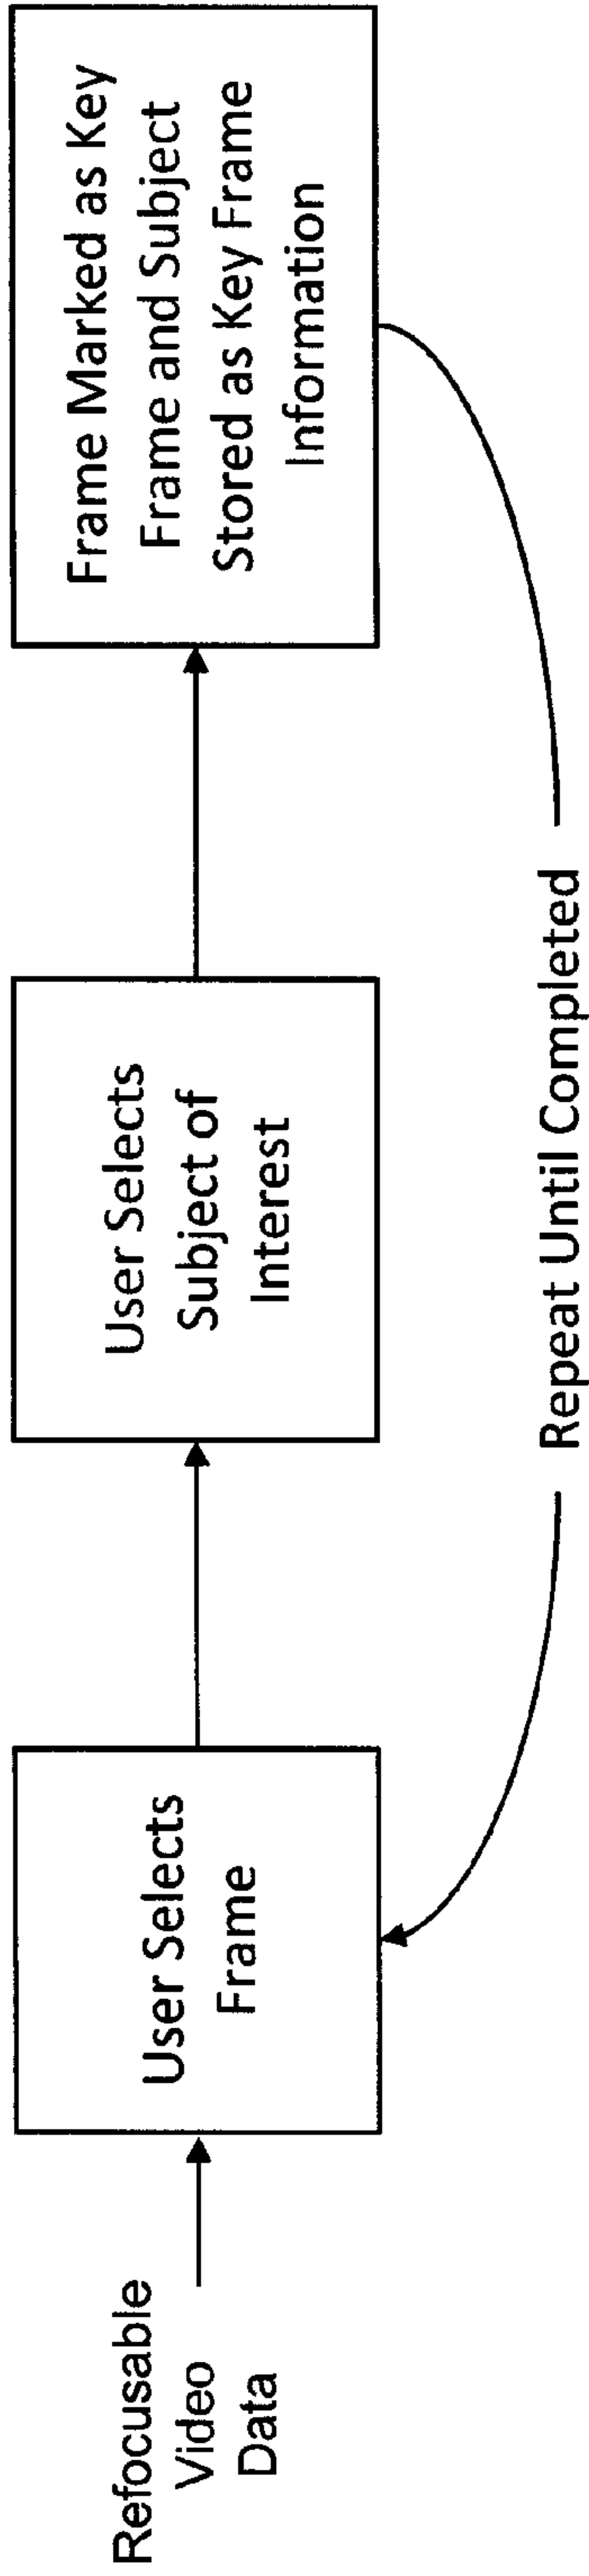 Refocusable
Video
Data
User Selects
Frame
User Selects
Subject of
Interest
Frame Marked as Key
Frame and Subject
Stored as Key Frame
Information
Repeat Until Completed